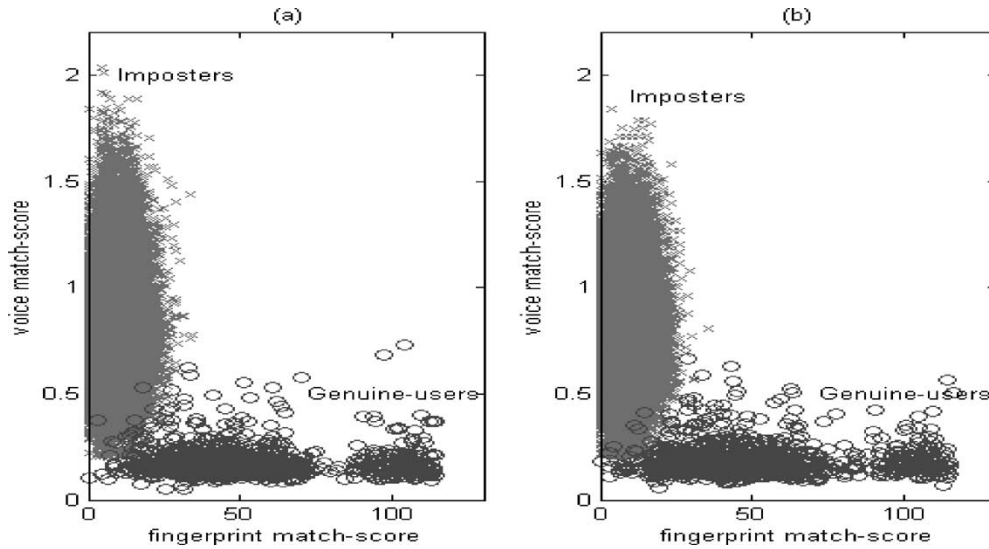 (a)
Imposters
Genuine-users
voice match-score
2
1.5
1
0.5
0
0
50
100
fingerprint match-score
(b)
Imposters
Genuine-users
voice match-score
2
1.5
1
0.5
0
0
50
100
fingerprint match-score